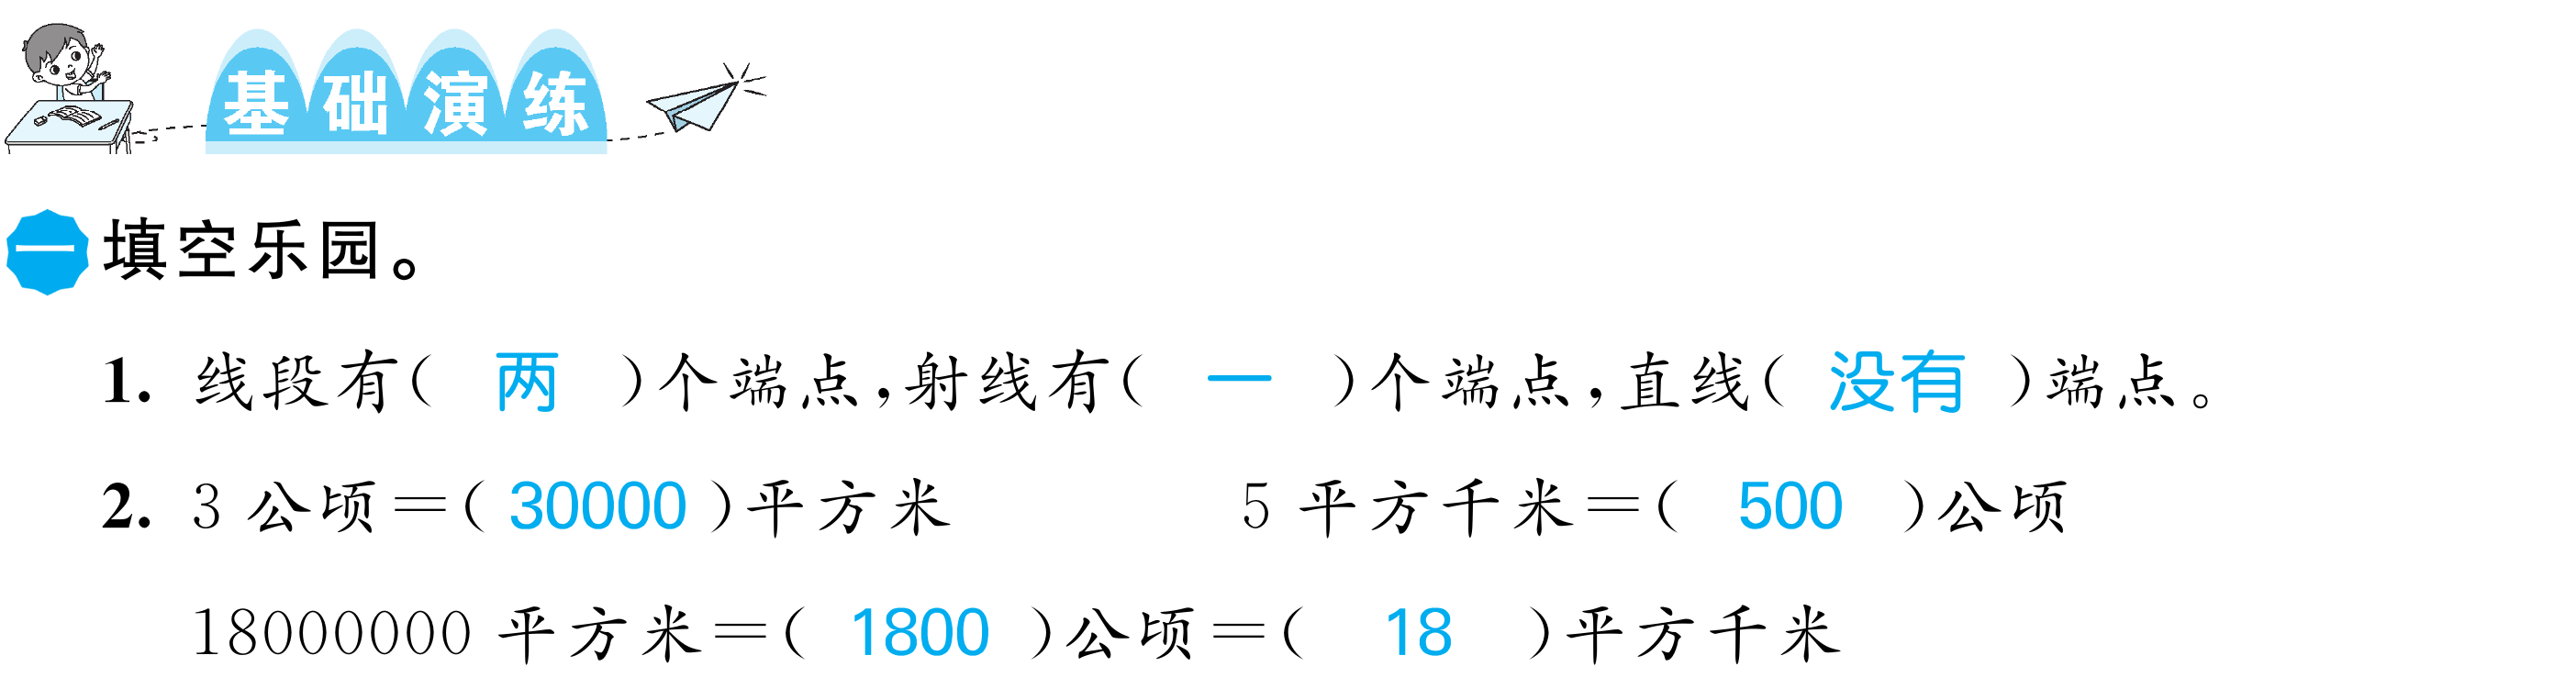 基础演练
一 填空乐园。
1. 线段有( 两 )个端点,射线有( 一 )个端点,直线( 没有 )端点。
2. 3 公顷=( 30000 )平方米 5 平方千米=( 500 )公顷
18000000 平方米=( 1800 )公顷=( 18 )平方千米